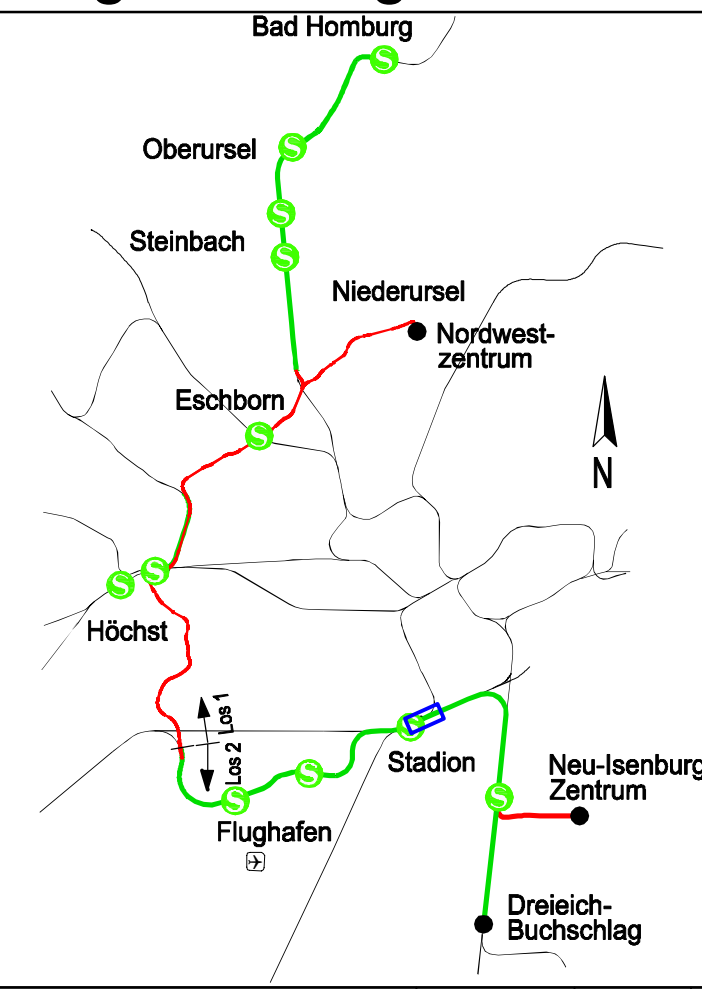 Bad Homburg
S
Oberursel
S
S
Steinbach
S
Niederursel
Nordwest-
zentrum
Eschborn
S
N
S
S
Höchst
Los 1
Los 2
S
Stadion
S
S
Flughafen
Neu-Isenburg
Zentrum
S
Dreieich-
Buchschlag